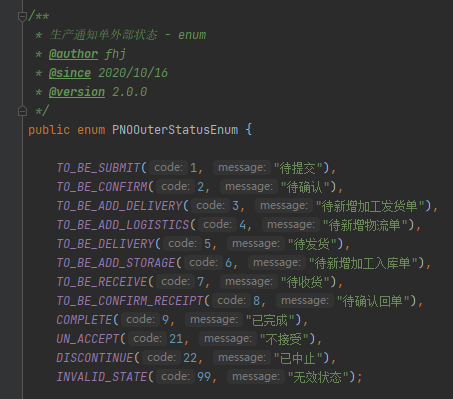 /**
 * 生产通知单外部状态 - enum
 * @author fhj
 * @since 2020/10/16
 * @version 2.0.0
 */
public enum PNOOuterStatusEnum {
TO_BE_SUBMIT( code: 1, message: "待提交"),
TO_BE_CONFIRM( code: 2, message: "待确认"),
TO_BE_ADD_DELIVERY( code: 3, message: "待新增加工发货单"),
TO_BE_ADD_LOGISTICS( code: 4, message: "待新增物流单"),
TO_BE_DELIVERY( code: 5, message: "待发货"),
TO_BE_ADD_STORAGE( code: 6, message: "待新增加工入库单"),
TO_BE_RECEIVE( code: 7, message: "待收货"),
TO_BE_CONFIRM_RECEIPT( code: 8, message: "待确认回单"),
COMPLETE( code: 9, message: "已完成"),
UN_ACCEPT( code: 21, message: "不接受"),
DISCONTINUE( code: 22, message: "已中止"),
INVALID_STATE( code: 99, message: "无效状态");